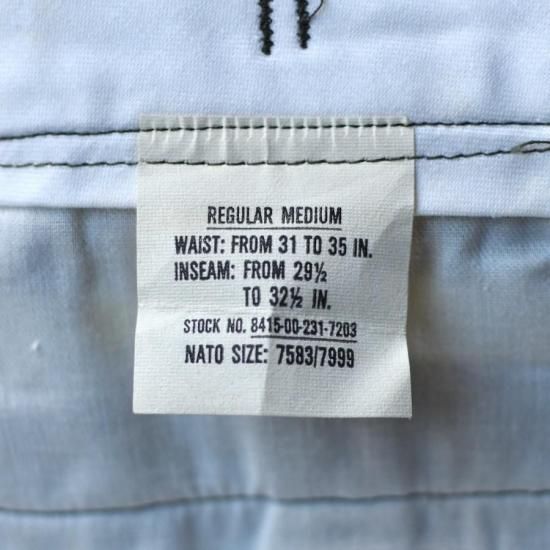 REGULAR MEDIUM
WAIST: FROM 31 TO 35 IN.
INSEAM: FROM 29½
TO 32½ IN.
STOCK NO. 8415-00-231-7203
NATO SIZE: 7583/7999